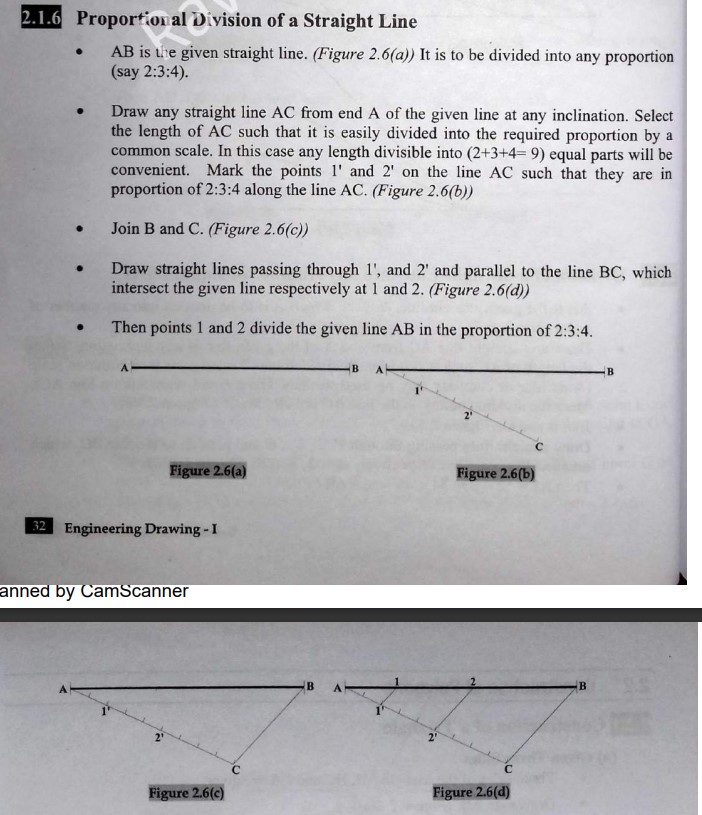 2.1.6 Proportional Division of a Straight Line
• AB is the given straight line. (Figure 2.6(a)) It is to be divided into any proportion
(say 2:3:4).
• Draw any straight line AC from end A of the given line at any inclination. Select
the length of AC such that it is easily divided into the required proportion by a
common scale. In this case any length divisible into (2+3+4= 9) equal parts will be
convenient. Mark the points 1' and 2' on the line AC such that they are in
proportion of 2:3:4 along the line AC. (Figure 2.6(b))
• Join B and C. (Figure 2.6(c))
• Draw straight lines passing through 1', and 2' and parallel to the line BC, which
intersect the given line respectively at 1 and 2. (Figure 2.6(d))
• Then points 1 and 2 divide the given line AB in the proportion of 2:3:4.
A B A B
1'
2'
C
Figure 2.6(a) Figure 2.6(b)
32 Engineering Drawing - I
anned by CamScanner
A B A 1 2 B
1' 1'
2' 2'
C C
Figure 2.6(c) Figure 2.6(d)